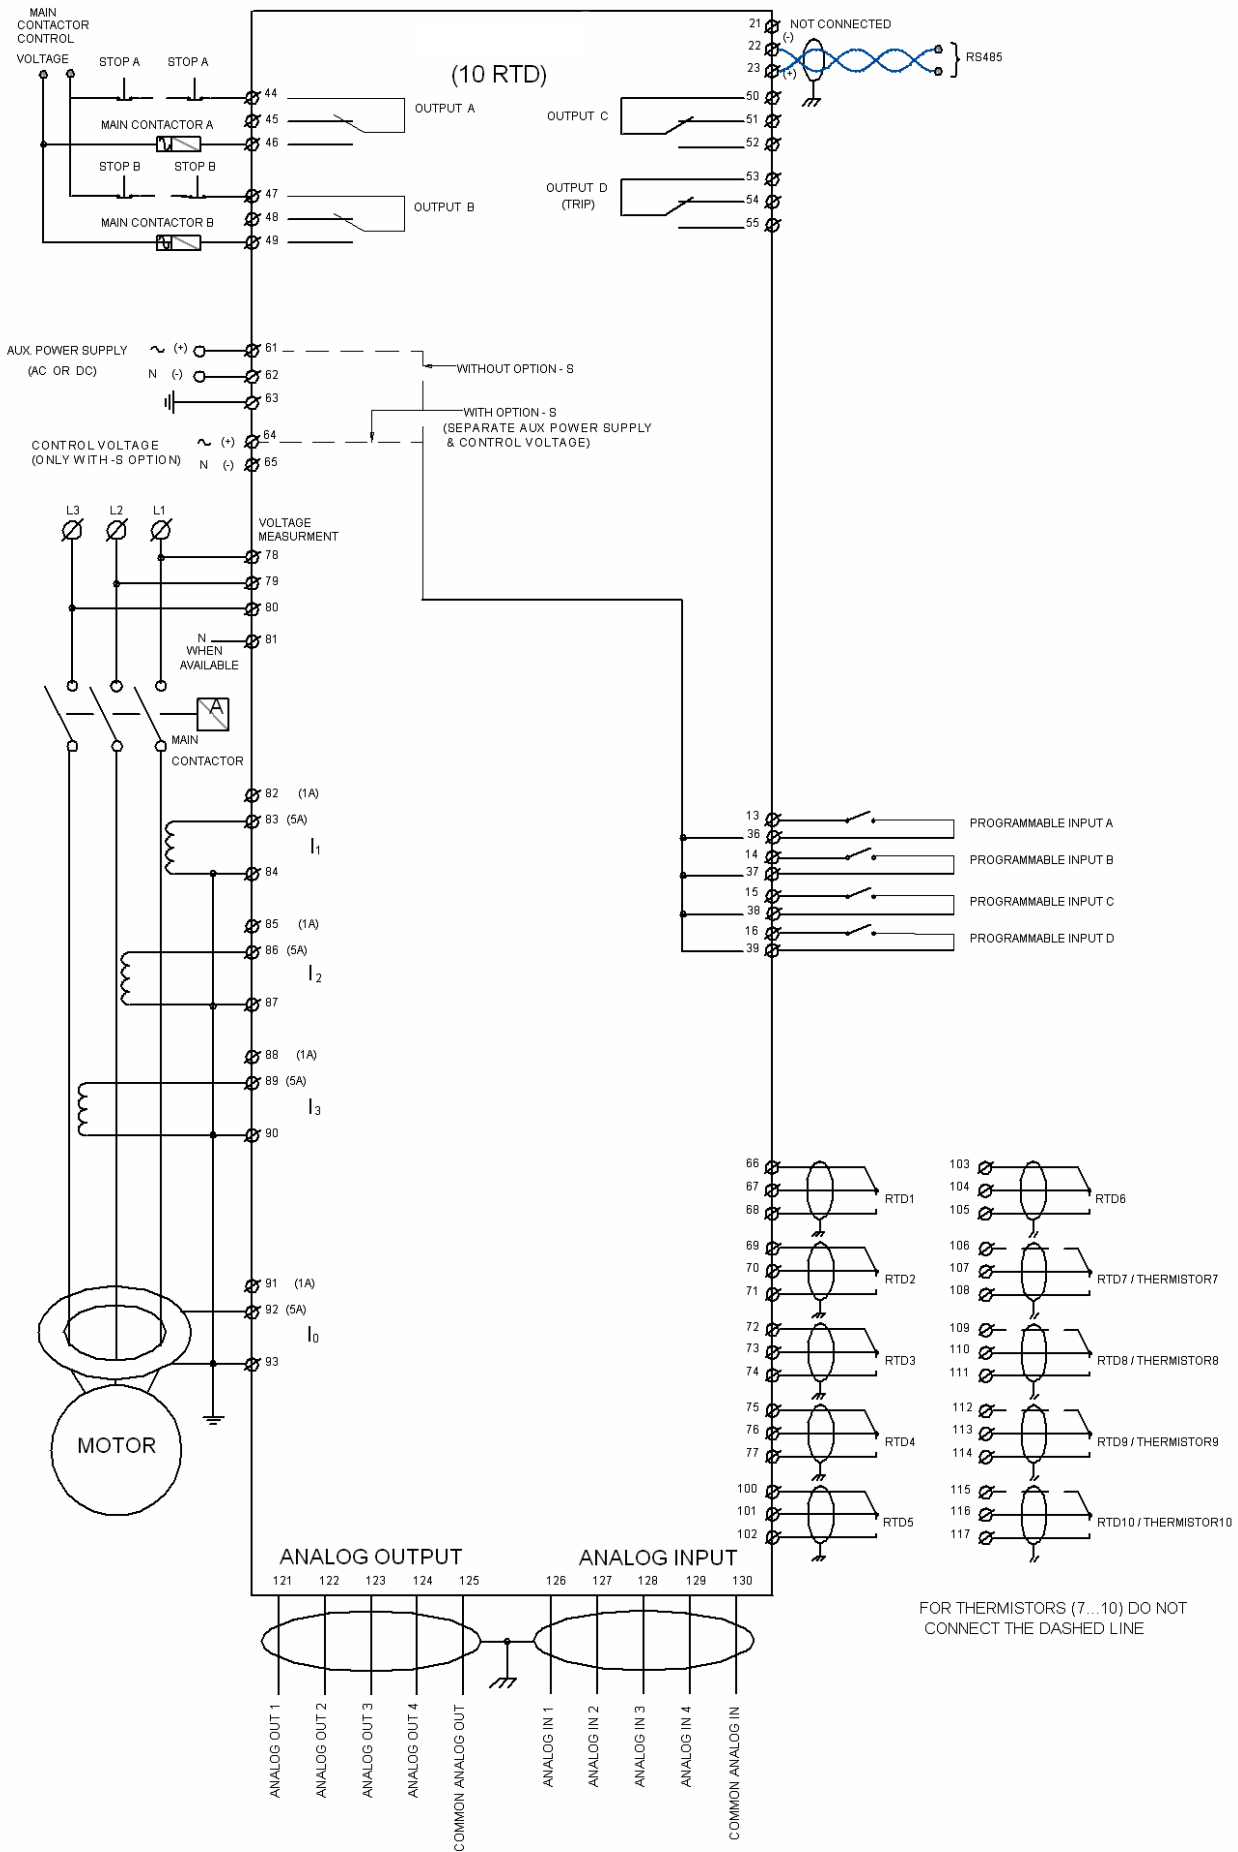 MAIN
CONTACTOR
CONTROL
VOLTAGE
STOP A STOP A
MAIN CONTACTOR A
STOP B STOP B
MAIN CONTACTOR B
44
45
46
47
48
49
OUTPUT A
OUTPUT B
(10 RTD)
OUTPUT C
OUTPUT D
(TRIP)
21 NOT CONNECTED
22 (-)
23 (+)
RS485
50
51
52
53
54
55
AUX. POWER SUPPLY
(AC OR DC)
~ (+) 61
N (-) 62
63
WITHOUT OPTION - S
WITH OPTION - S
(SEPARATE AUX POWER SUPPLY
& CONTROL VOLTAGE)
CONTROL VOLTAGE
(ONLY WITH -S OPTION)
~ (+) 64
N (-) 65
L3 L2 L1
VOLTAGE
MEASURMENT
78
79
80
81
N
WHEN
AVAILABLE
A
MAIN
CONTACTOR
82 (1A)
83 (5A)
I1
84
85 (1A)
86 (5A)
I2
87
88 (1A)
89 (5A)
I3
90
91 (1A)
92 (5A)
I0
93
MOTOR
13
36
PROGRAMMABLE INPUT A
14
37
PROGRAMMABLE INPUT B
15
38
PROGRAMMABLE INPUT C
16
39
PROGRAMMABLE INPUT D
66
67
68
RTD1
69
70
71
RTD2
72
73
74
RTD3
75
76
77
RTD4
100
101
102
RTD5
103
104
105
RTD6
106
107
108
RTD7 / THERMISTOR7
109
110
111
RTD8 / THERMISTOR8
112
113
114
RTD9 / THERMISTOR9
115
116
117
RTD10 / THERMISTOR10
FOR THERMISTORS (7...10) DO NOT
CONNECT THE DASHED LINE
ANALOG OUTPUT
121 122 123 124 125
ANALOG INPUT
126 127 128 129 130
ANALOG OUT 1
ANALOG OUT 2
ANALOG OUT 3
ANALOG OUT 4
COMMON ANALOG OUT
ANALOG IN 1
ANALOG IN 2
ANALOG IN 3
ANALOG IN 4
COMMON ANALOG IN